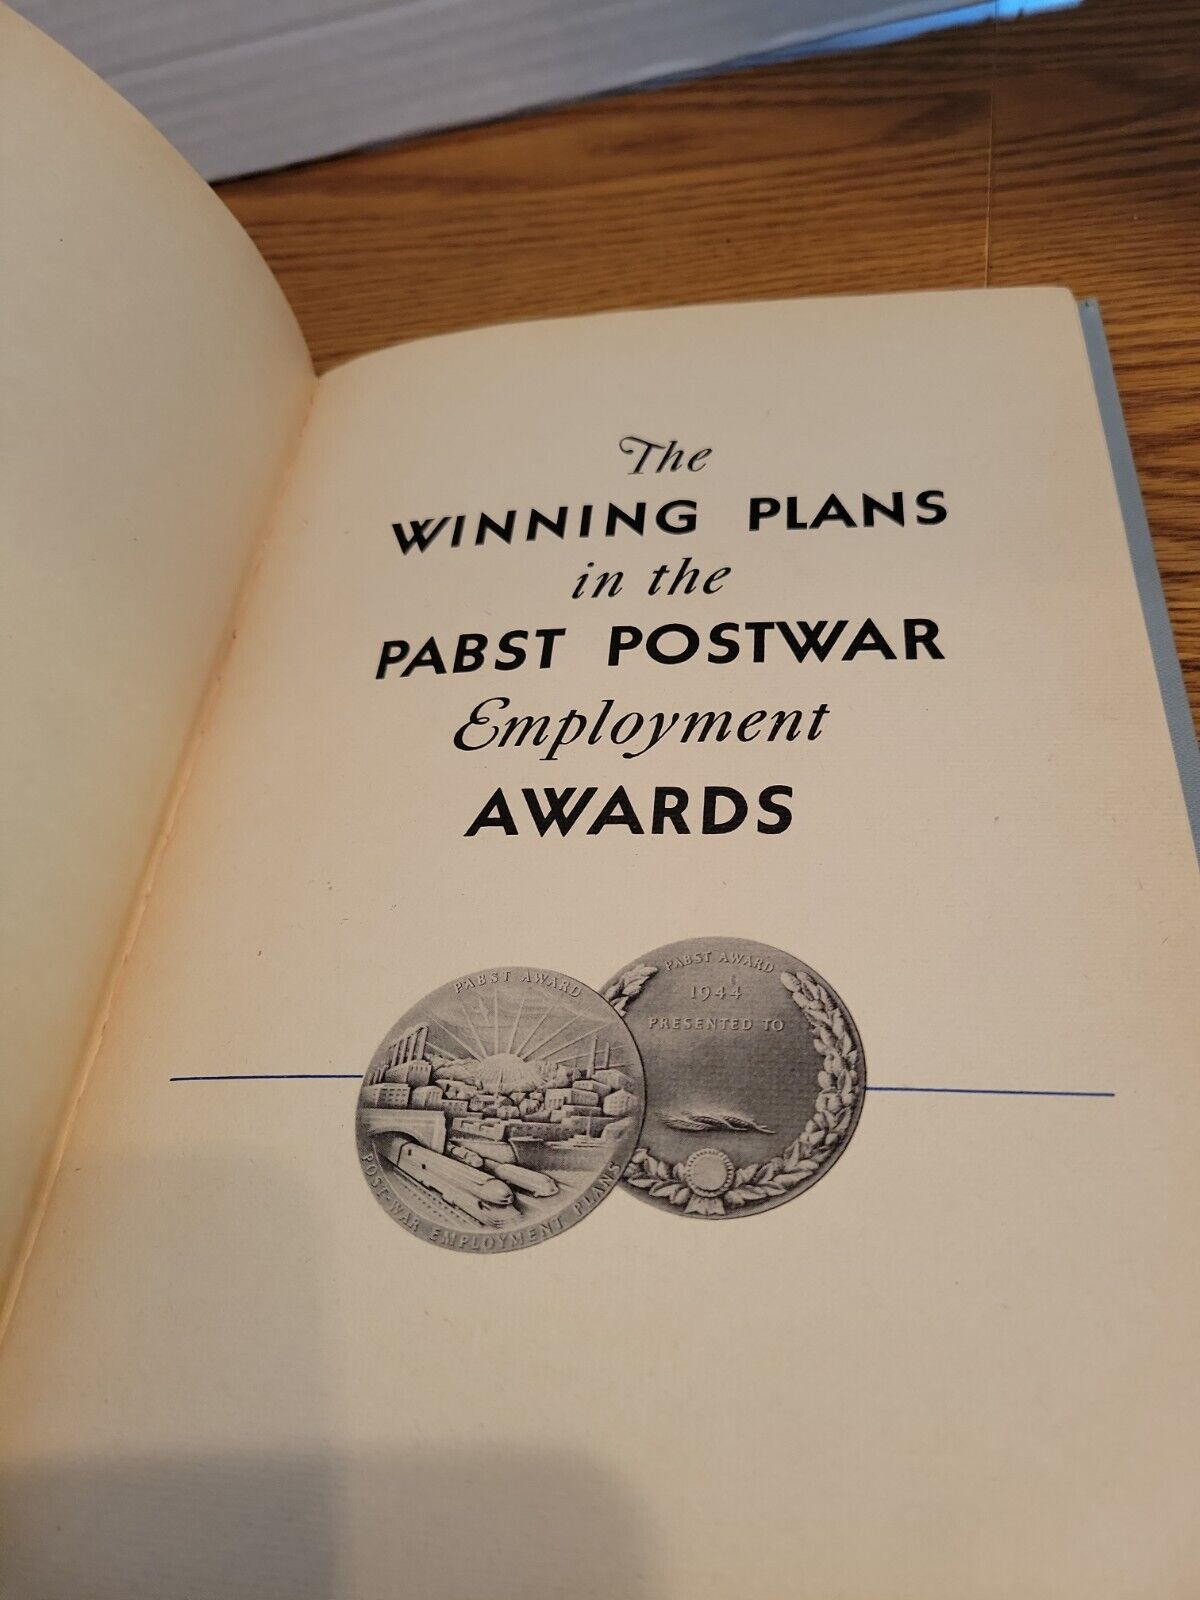 The
WINNING PLANS
in the
PABST POSTWAR
Employment
AWARDS
PABST AWARD
POST-WAR EMPLOYMENT PLANS
PABST AWARD
1944
PRESENTED TO